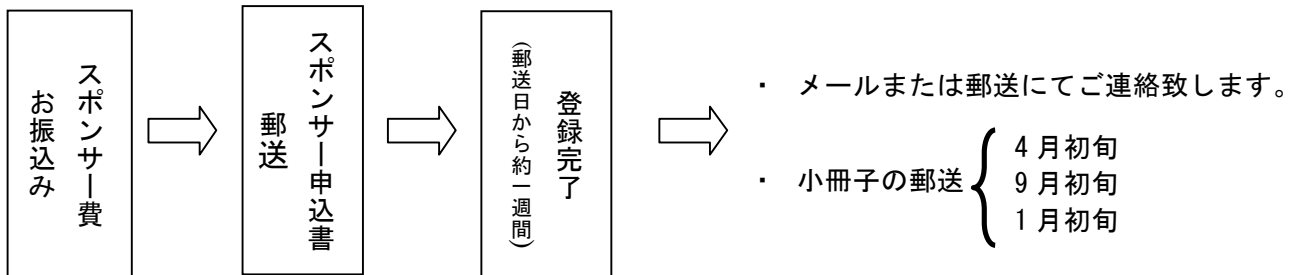 スポンサー費
お振込み
スポンサー申込書
郵送
登録完了
(郵送日から約一週間)
・ メールまたは郵送にてご連絡致します。
・ 小冊子の郵送
4月初旬
9月初旬
1月初旬